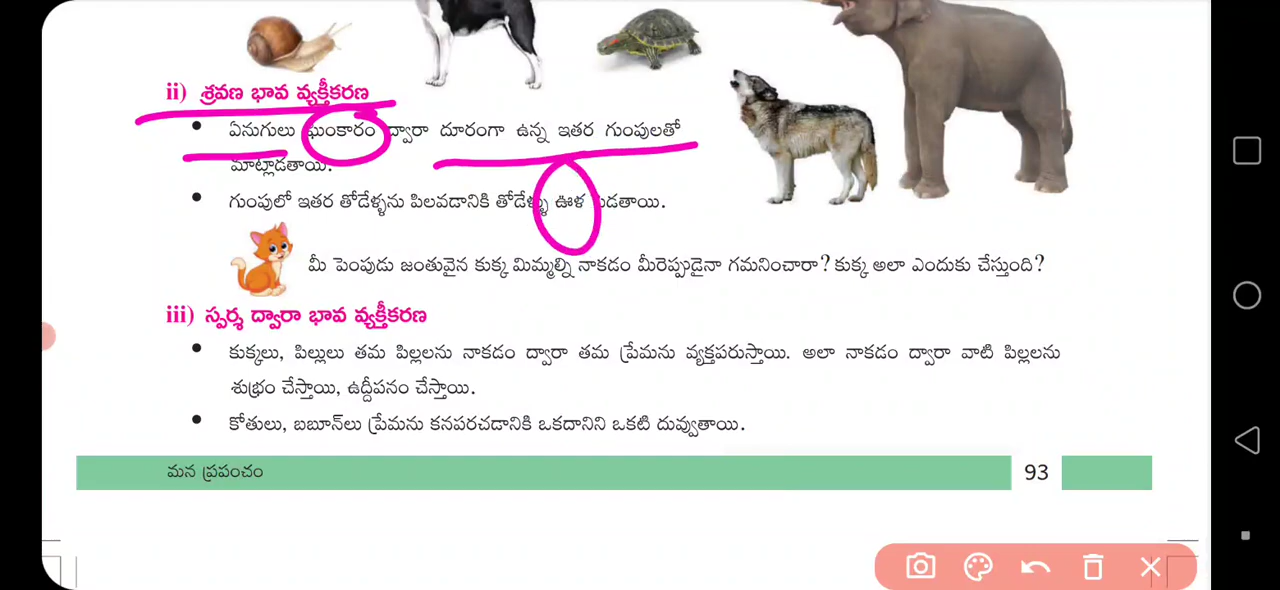 ii) శ్రవణ భావ వ్యక్తీకరణ
• ఏనుగులు ఘీంకారం ద్వారా దూరంగా ఉన్న ఇతర గుంపులతో
మాట్లాడతాయి.
• గుంపులో ఇతర తోడేళ్ళను పిలవడానికి తోడేళ్ళు ఊళ పెడతాయి.
మీ పెంపుడు జంతువైన కుక్క మిమ్మల్ని నాకడం మీరెప్పుడైనా గమనించారా? కుక్క అలా ఎందుకు చేస్తుంది?
iii) స్పర్శ ద్వారా భావ వ్యక్తీకరణ
• కుక్కలు, పిల్లులు తమ పిల్లలను నాకడం ద్వారా తమ ప్రేమను వ్యక్తపరుస్తాయి. అలా నాకడం ద్వారా వాటి పిల్లలను
శుభ్రం చేస్తాయి, ఉద్దీపనం చేస్తాయి.
• కోతులు, బబూన్‌లు ప్రేమను కనపరచడానికి ఒకదానిని ఒకటి దువ్వుతాయి.
మన ప్రపంచం 93